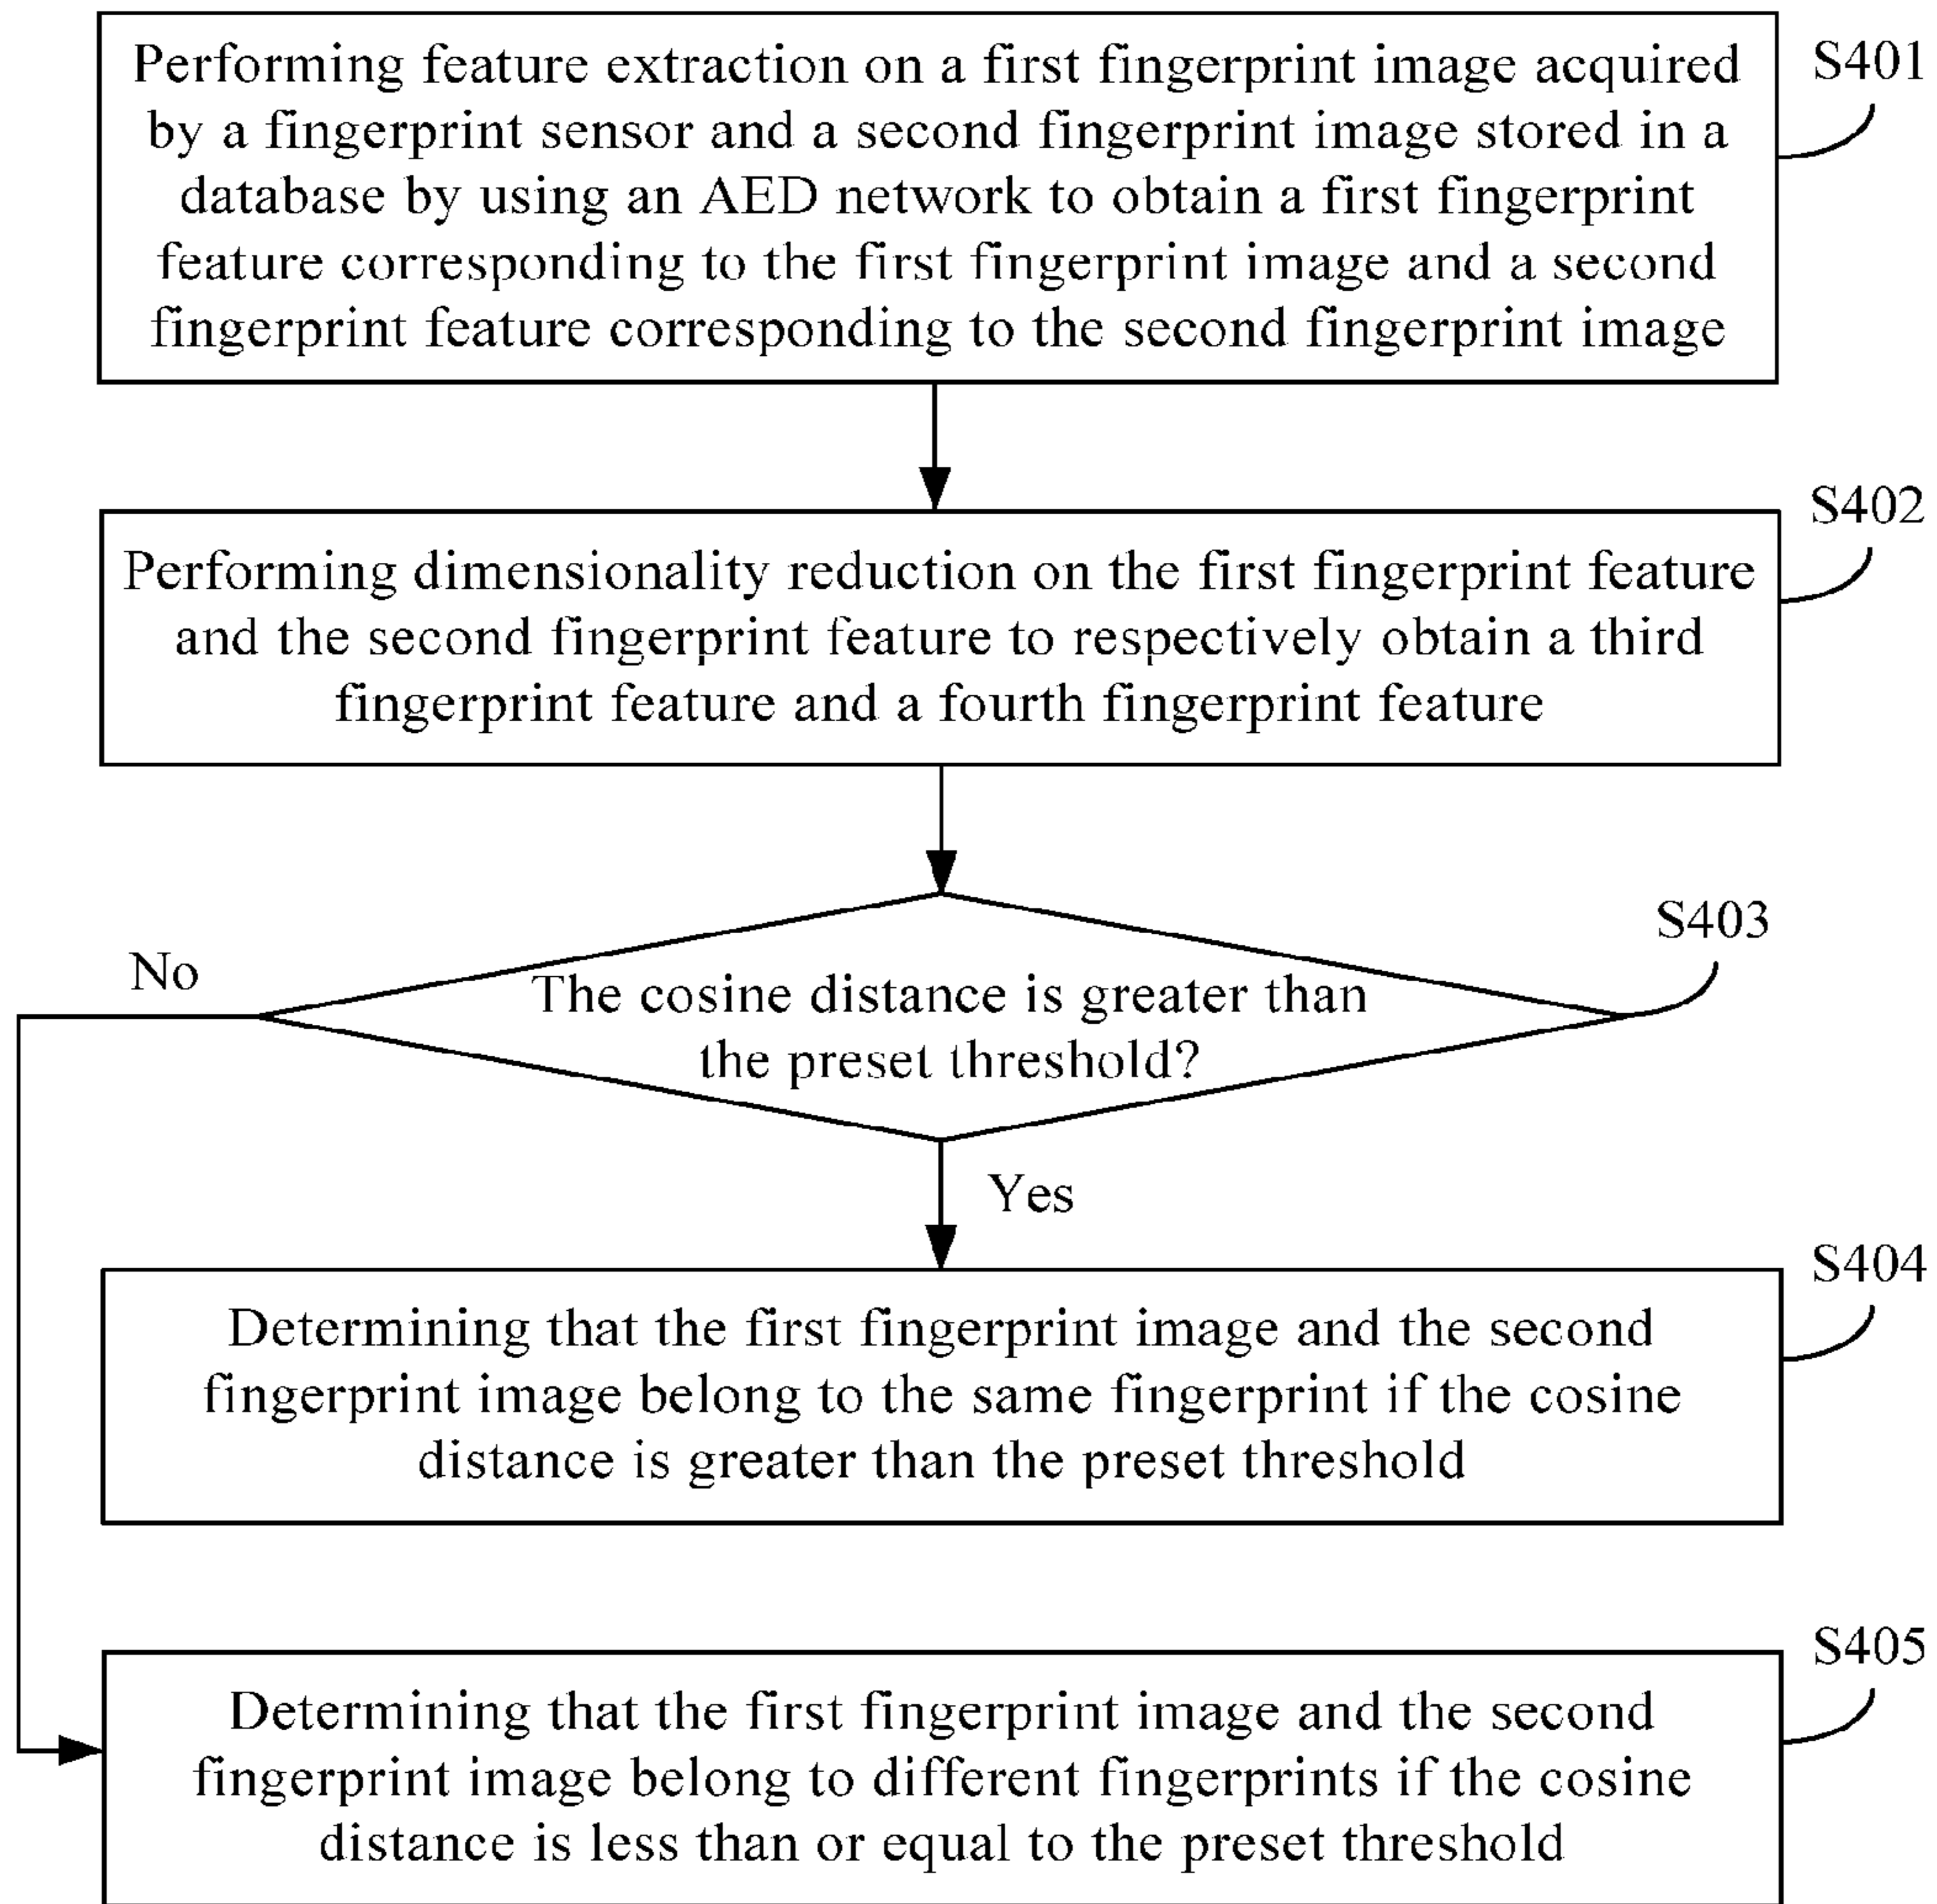 Performing feature extraction on a first fingerprint image acquired
by a fingerprint sensor and a second fingerprint image stored in a
database by using an AED network to obtain a first fingerprint
feature corresponding to the first fingerprint image and a second
fingerprint feature corresponding to the second fingerprint image
S401
Performing dimensionality reduction on the first fingerprint feature
and the second fingerprint feature to respectively obtain a third
fingerprint feature and a fourth fingerprint feature
S402
The cosine distance is greater than
the preset threshold?
S403
No
Yes
Determining that the first fingerprint image and the second
fingerprint image belong to the same fingerprint if the cosine
distance is greater than the preset threshold
S404
Determining that the first fingerprint image and the second
fingerprint image belong to different fingerprints if the cosine
distance is less than or equal to the preset threshold
S405